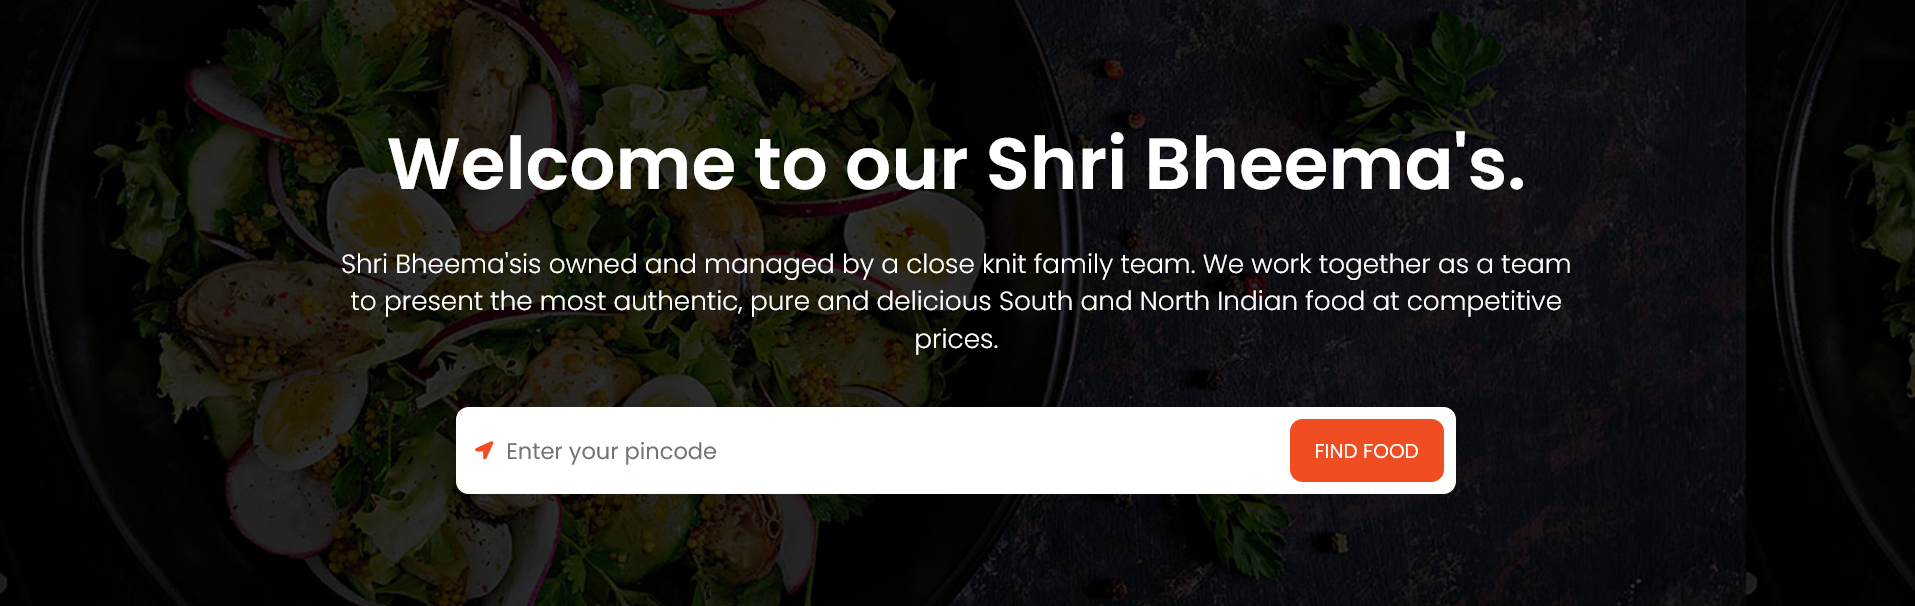 Welcome to our Shri Bheema's.
Shri Bheema'sis owned and managed by a close knit family team. We work together as a team
to present the most authentic, pure and delicious South and North Indian food at competitive
prices.
Enter your pincode
FIND FOOD